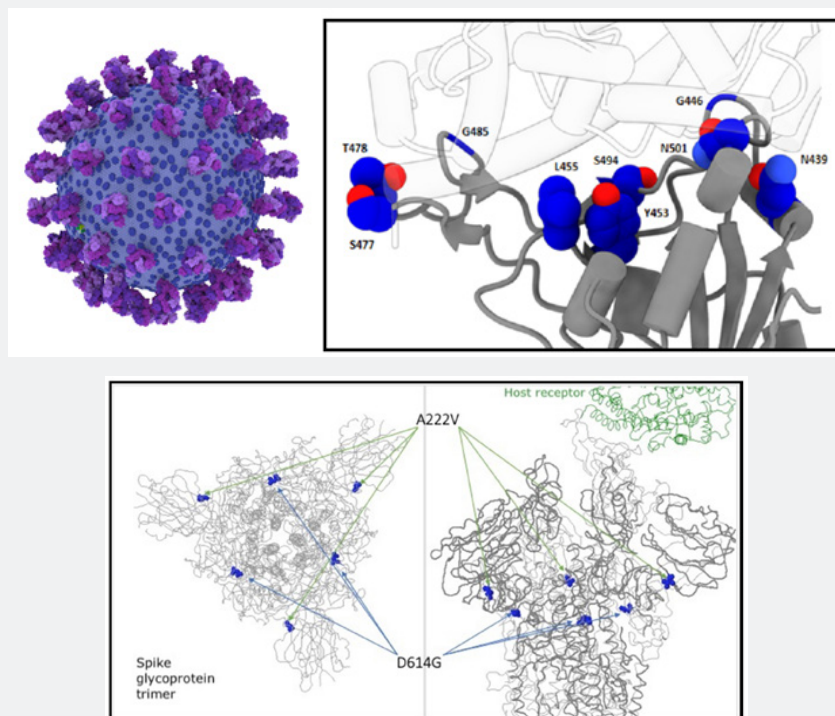 G446
G485
T478
N501
N439
L455
S494
Y453
S477
Host receptor
A222V
D614G
Spike
glycoprotein
trimer